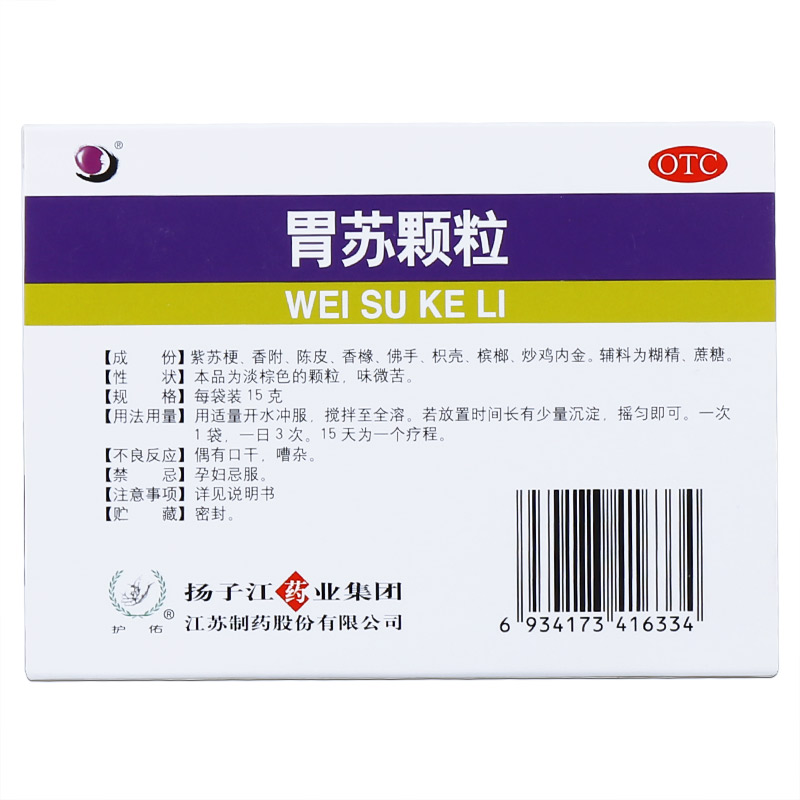 ®
OTC
胃苏颗粒
WEI SU KE LI
【成 份】紫苏梗、香附、陈皮、香橼、佛手、枳壳、槟榔、炒鸡内金。辅料为糊精、蔗糖。
【性 状】本品为淡棕色的颗粒，味微苦。
【规 格】每袋装15克
【用法用量】用适量开水冲服，搅拌至全溶。若放置时间长有少量沉淀，摇匀即可。一次
1袋，一日3次。15天为一个疗程。
【不良反应】偶有口干，嘈杂。
【禁 忌】孕妇忌服。
【注意事项】详见说明书
【贮 藏】密封。
护佑®
扬子江药业集团
江苏制药股份有限公司
6 934173 416334